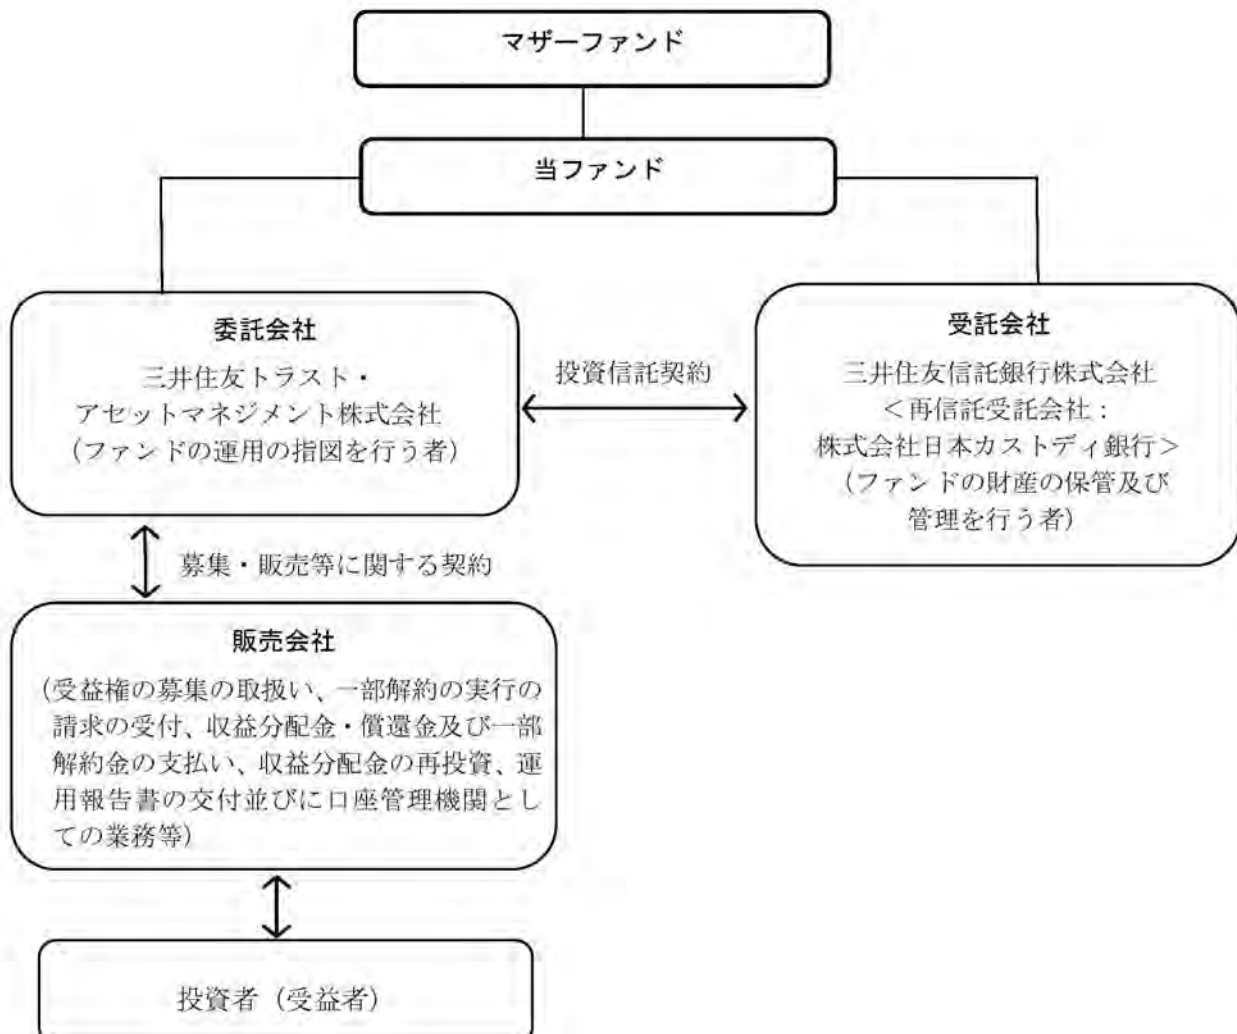 マザーファンド
当ファンド
委託会社
三井住友トラスト・
アセットマネジメント株式会社
(ファンドの運用の指図を行う者)
投資信託契約
受託会社
三井住友信託銀行株式会社
<再信託受託会社:
株式会社日本カストディ銀行>
(ファンドの財産の保管及び
管理を行う者)
募集・販売等に関する契約
販売会社
(受益権の募集の取扱い、一部解約の実行の
請求の受付、収益分配金・償還金及び一部
解約金の支払い、収益分配金の再投資、運
用報告書の交付並びに口座管理機関とし
ての業務等)
投資者(受益者)